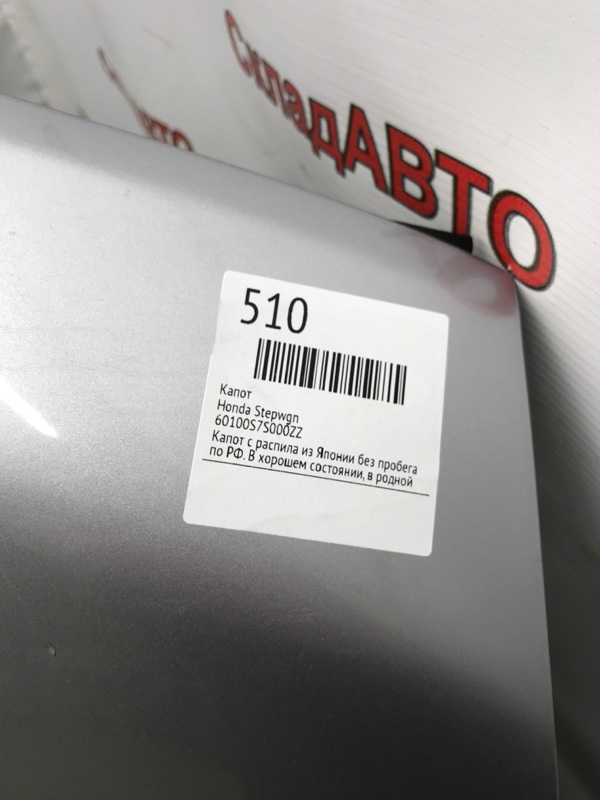 СкладАВТО
510
Капот
Honda Stepwgn
60100S7S000ZZ
Капот с распила из Японии без пробега
по РФ. В хорошем состоянии, в родной